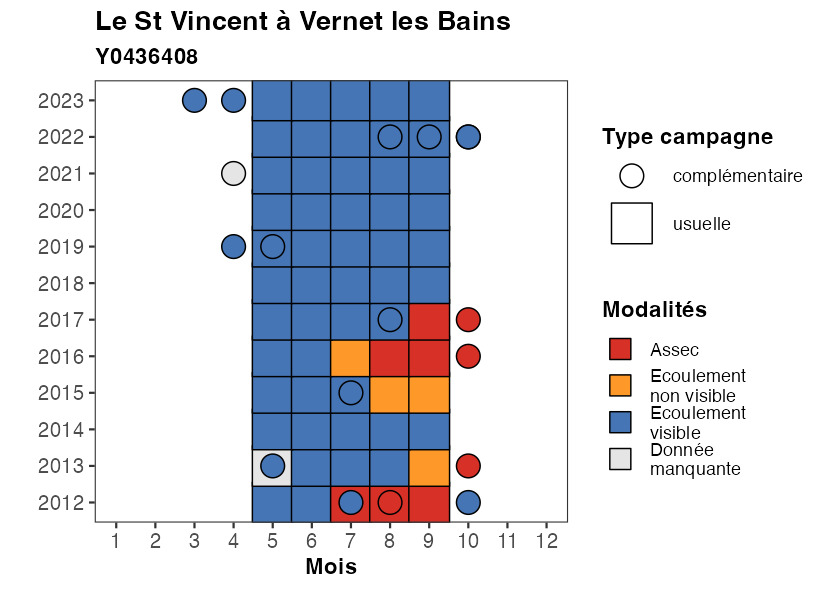 Le St Vincent à Vernet les Bains
Y0436408
2023
2022
2021
2020
2019
2018
2017
2016
2015
2014
2013
2012
1 2 3 4 5 6 7 8 9 10 11 12
Mois
Type campagne
complémentaire
usuelle
Modalités
Assec
Ecoulement
non visible
Ecoulement
visible
Donnée
manquante